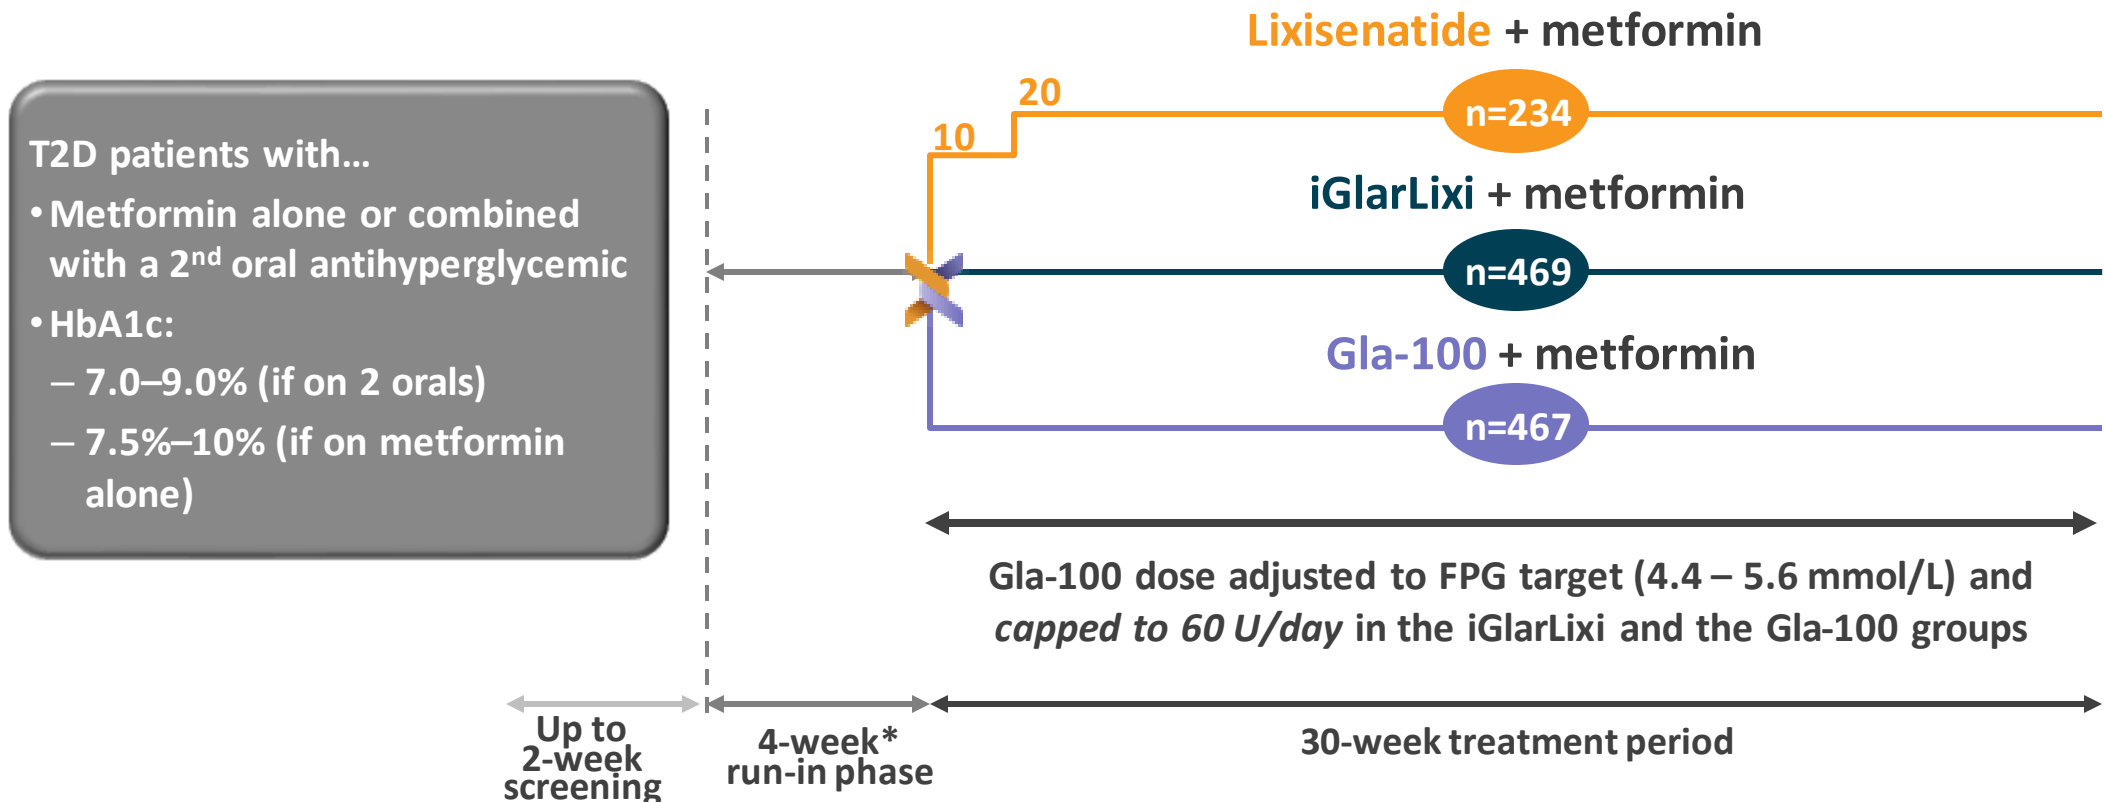 T2D patients with…
• Metformin alone or combined
with a 2nd oral antihyperglycemic
• HbA1c:
– 7.0–9.0% (if on 2 orals)
– 7.5%–10% (if on metformin
alone)
Lixisenatide + metformin
20
n=234
10
iGlarLixi + metformin
n=469
Gla-100 + metformin
n=467
Gla-100 dose adjusted to FPG target (4.4 – 5.6 mmol/L) and
capped to 60 U/day in the iGlarLixi and the Gla-100 groups
Up to
2-week
screening
4-week*
run-in phase
30-week treatment period